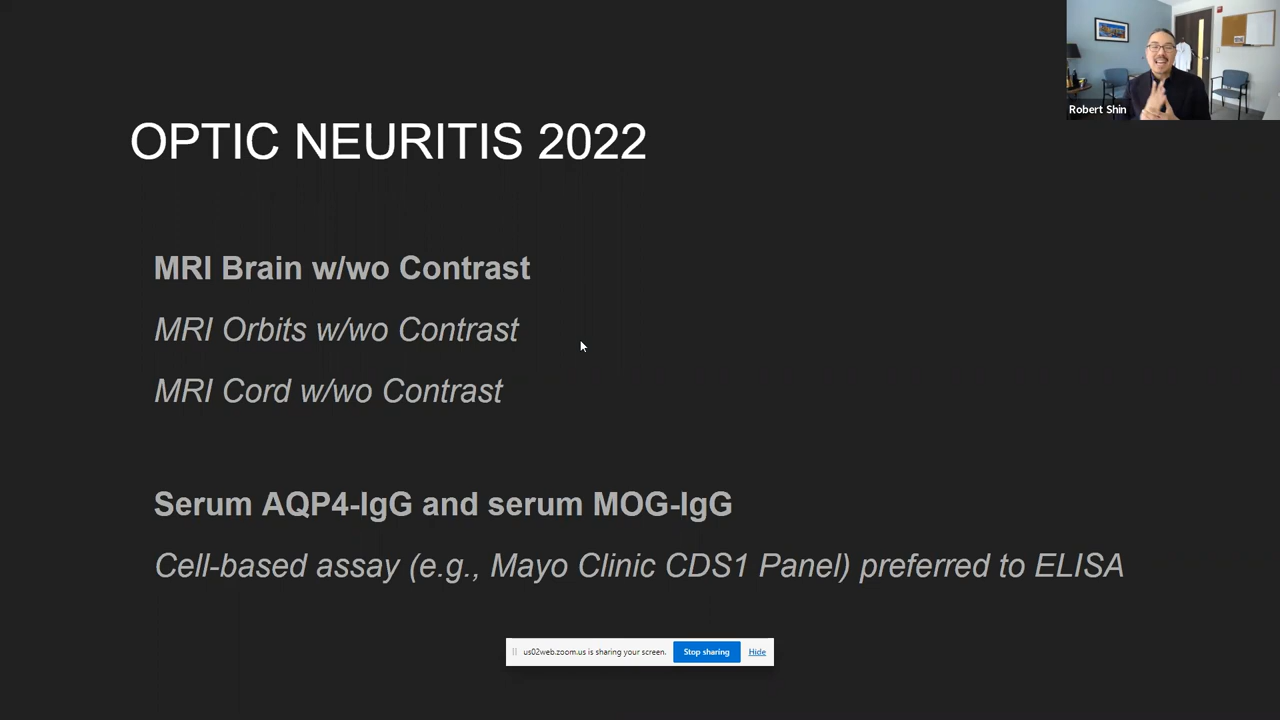 Robert Shin
OPTIC NEURITIS 2022
MRI Brain w/wo Contrast
MRI Orbits w/wo Contrast
MRI Cord w/wo Contrast
Serum AQP4-IgG and serum MOG-IgG
Cell-based assay (e.g., Mayo Clinic CDS1 Panel) preferred to ELISA
us02web.zoom.us is sharing your screen. Stop sharing Hide